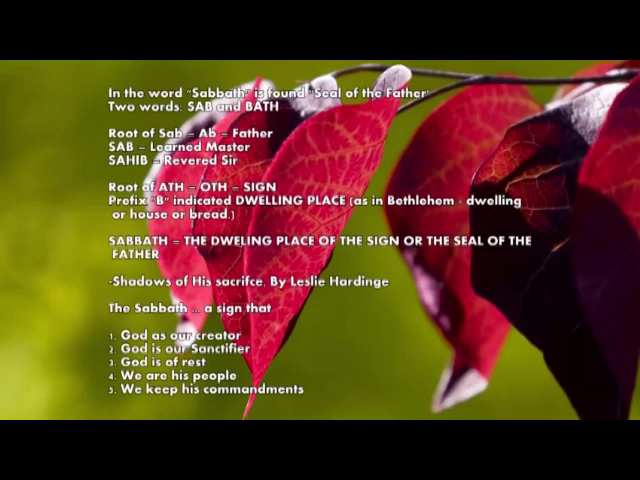 In the word "Sabbath" is found "Seal of the Father'
Two words: SAB and BATH
Root of Sab = Ab = Father
SAB = Learned Master
SAHIB = Revered Sir
Root of ATH = OTH = SIGN
Prefix "B" indicated DWELLING PLACE (as in Bethlehem - dwelling
or house or bread.)
SABBATH = THE DWELING PLACE OF THE SIGN OR THE SEAL OF THE
FATHER
-Shadows of His sacrifce. By Leslie Hardinge
The Sabbath ... a sign that
1. God as our creator
2. God is our Sanctifier
3. God is of rest
4. We are his people
5. We keep his commandments